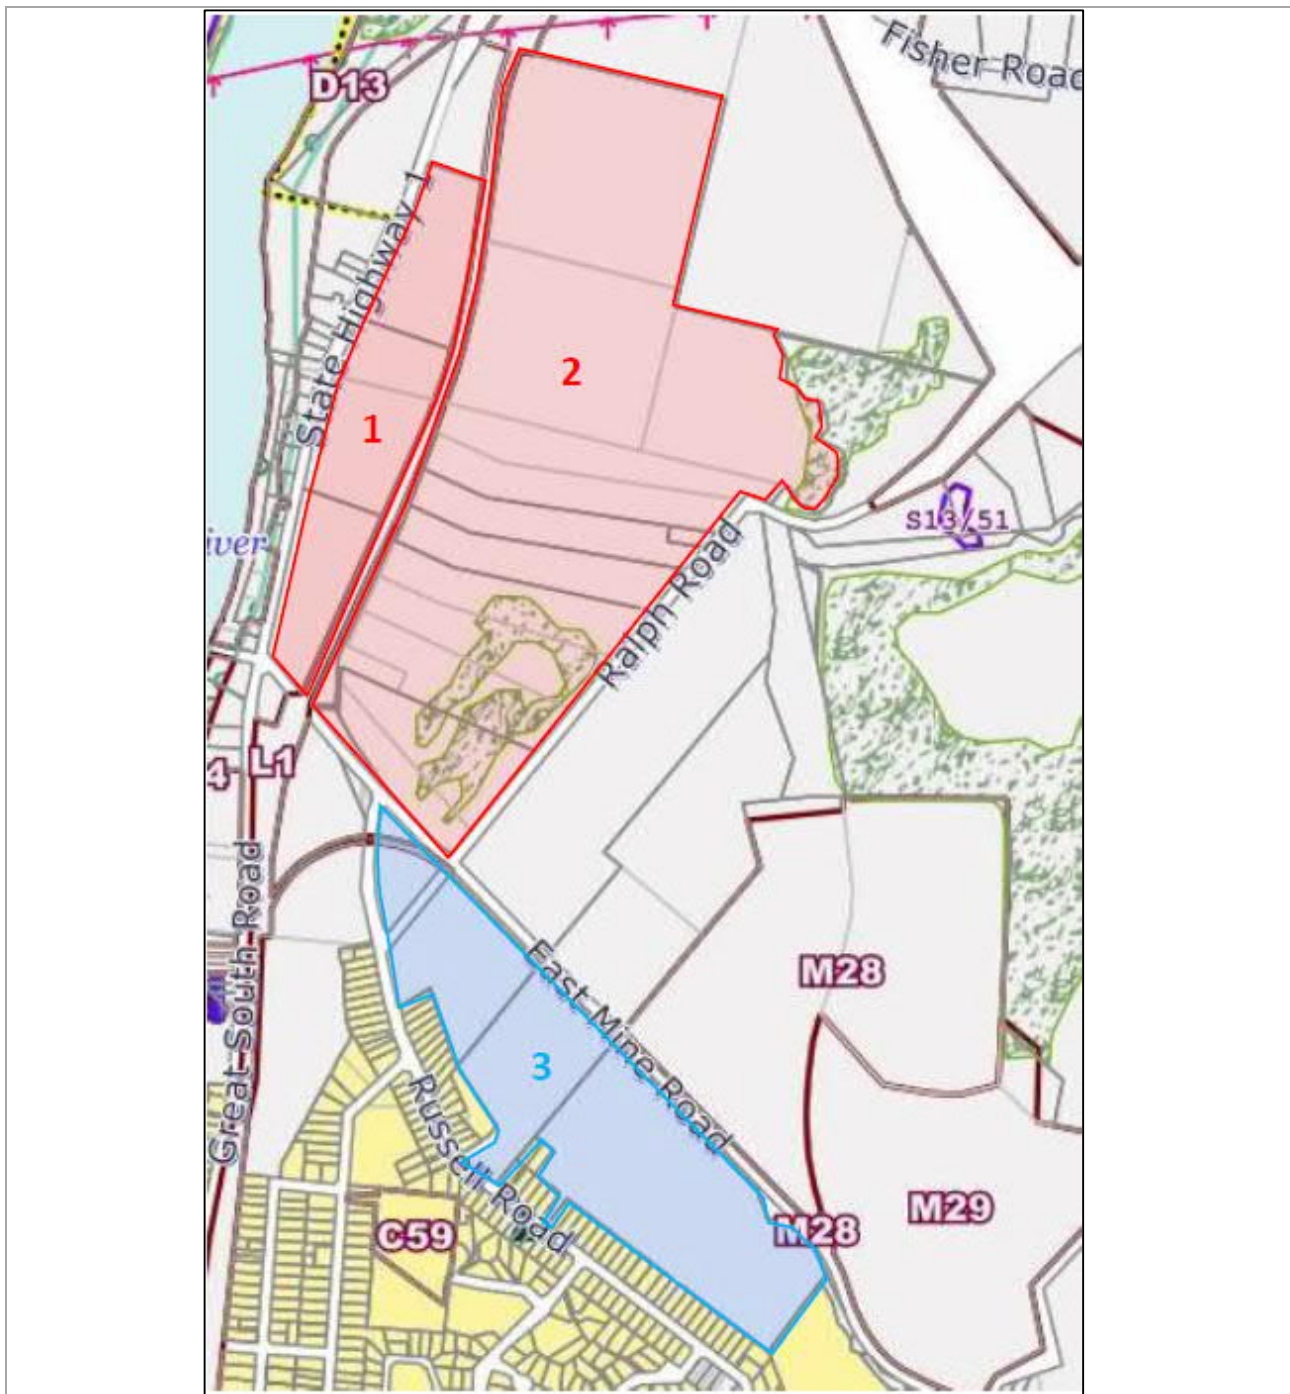 Fisher Road
D13
State Highway 1
2
1
S13/51
iver
Ralph Road
L1
4
Great South Road
East Mine Road
M28
3
Russell Road
M28
M29
C59